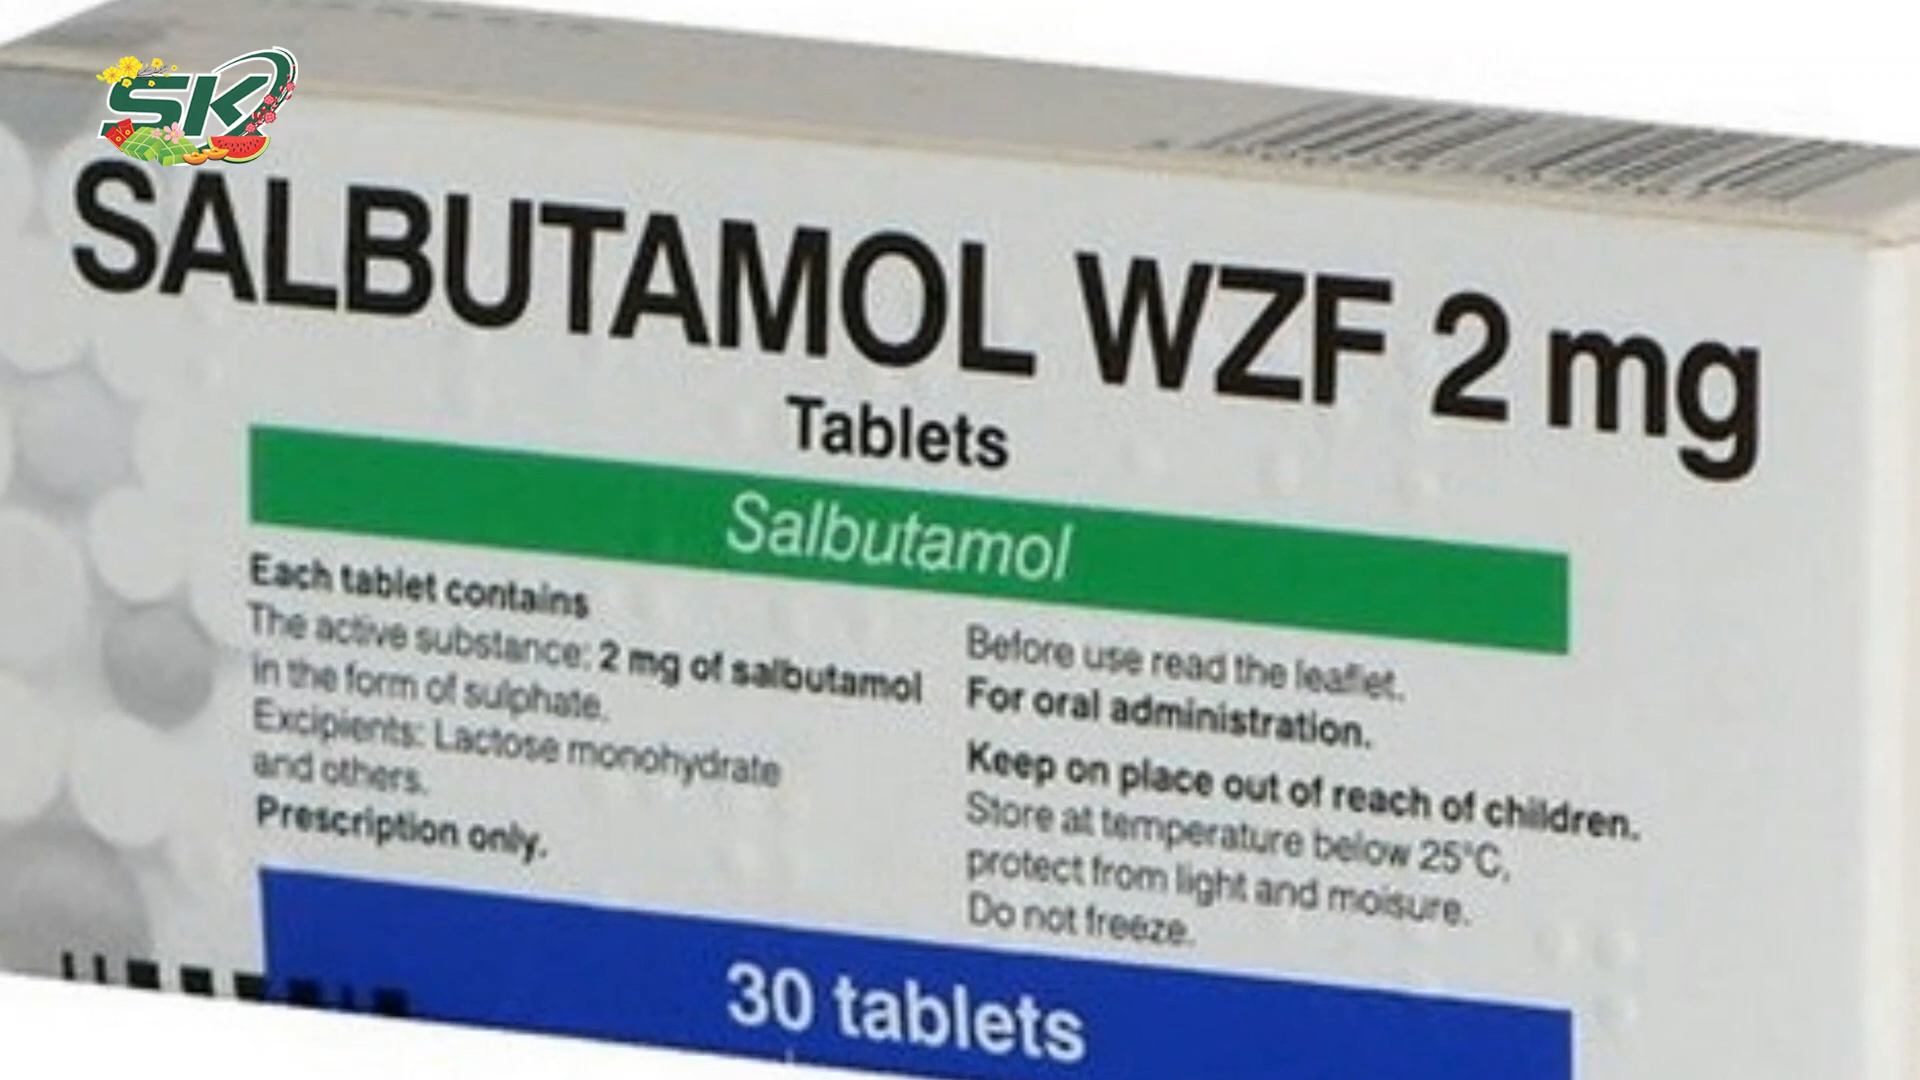 SK
SALBUTAMOL WZF 2 mg
Tablets
Salbutamol
Each tablet contains
The active substance: 2 mg of salbutamol
in the form of sulphate.
Excipients: Lactose monohydrate
and others.
Prescription only.
Before use read the leaflet.
For oral administration.
Keep on place out of reach of children.
Store at temperature below 25°C,
protect from light and moisure.
Do not freeze.
30 tablets